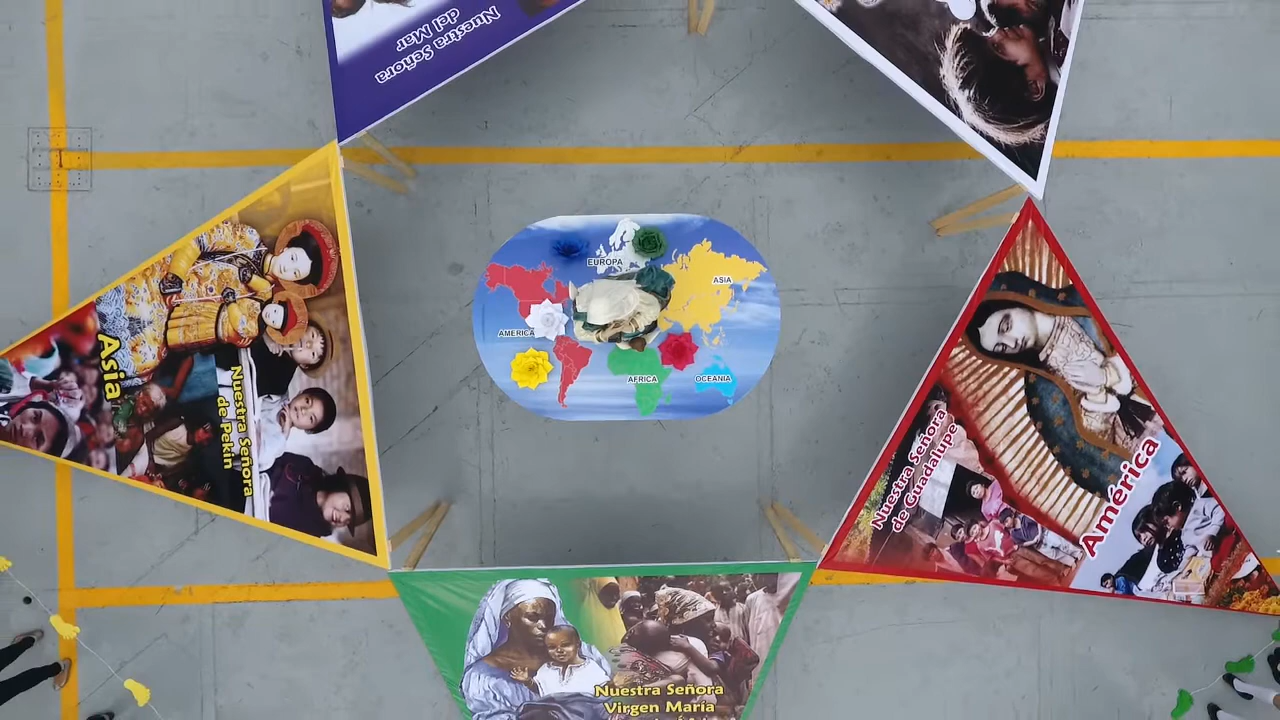 Nuestra Señora
del Mar
EUROPA
ASIA
AMERICA
AFRICA
OCEANIA
Asia
Nuestra Señora
de Pekín
Nuestra Señora
de Guadalupe
América
Nuestra Señora
Virgen María